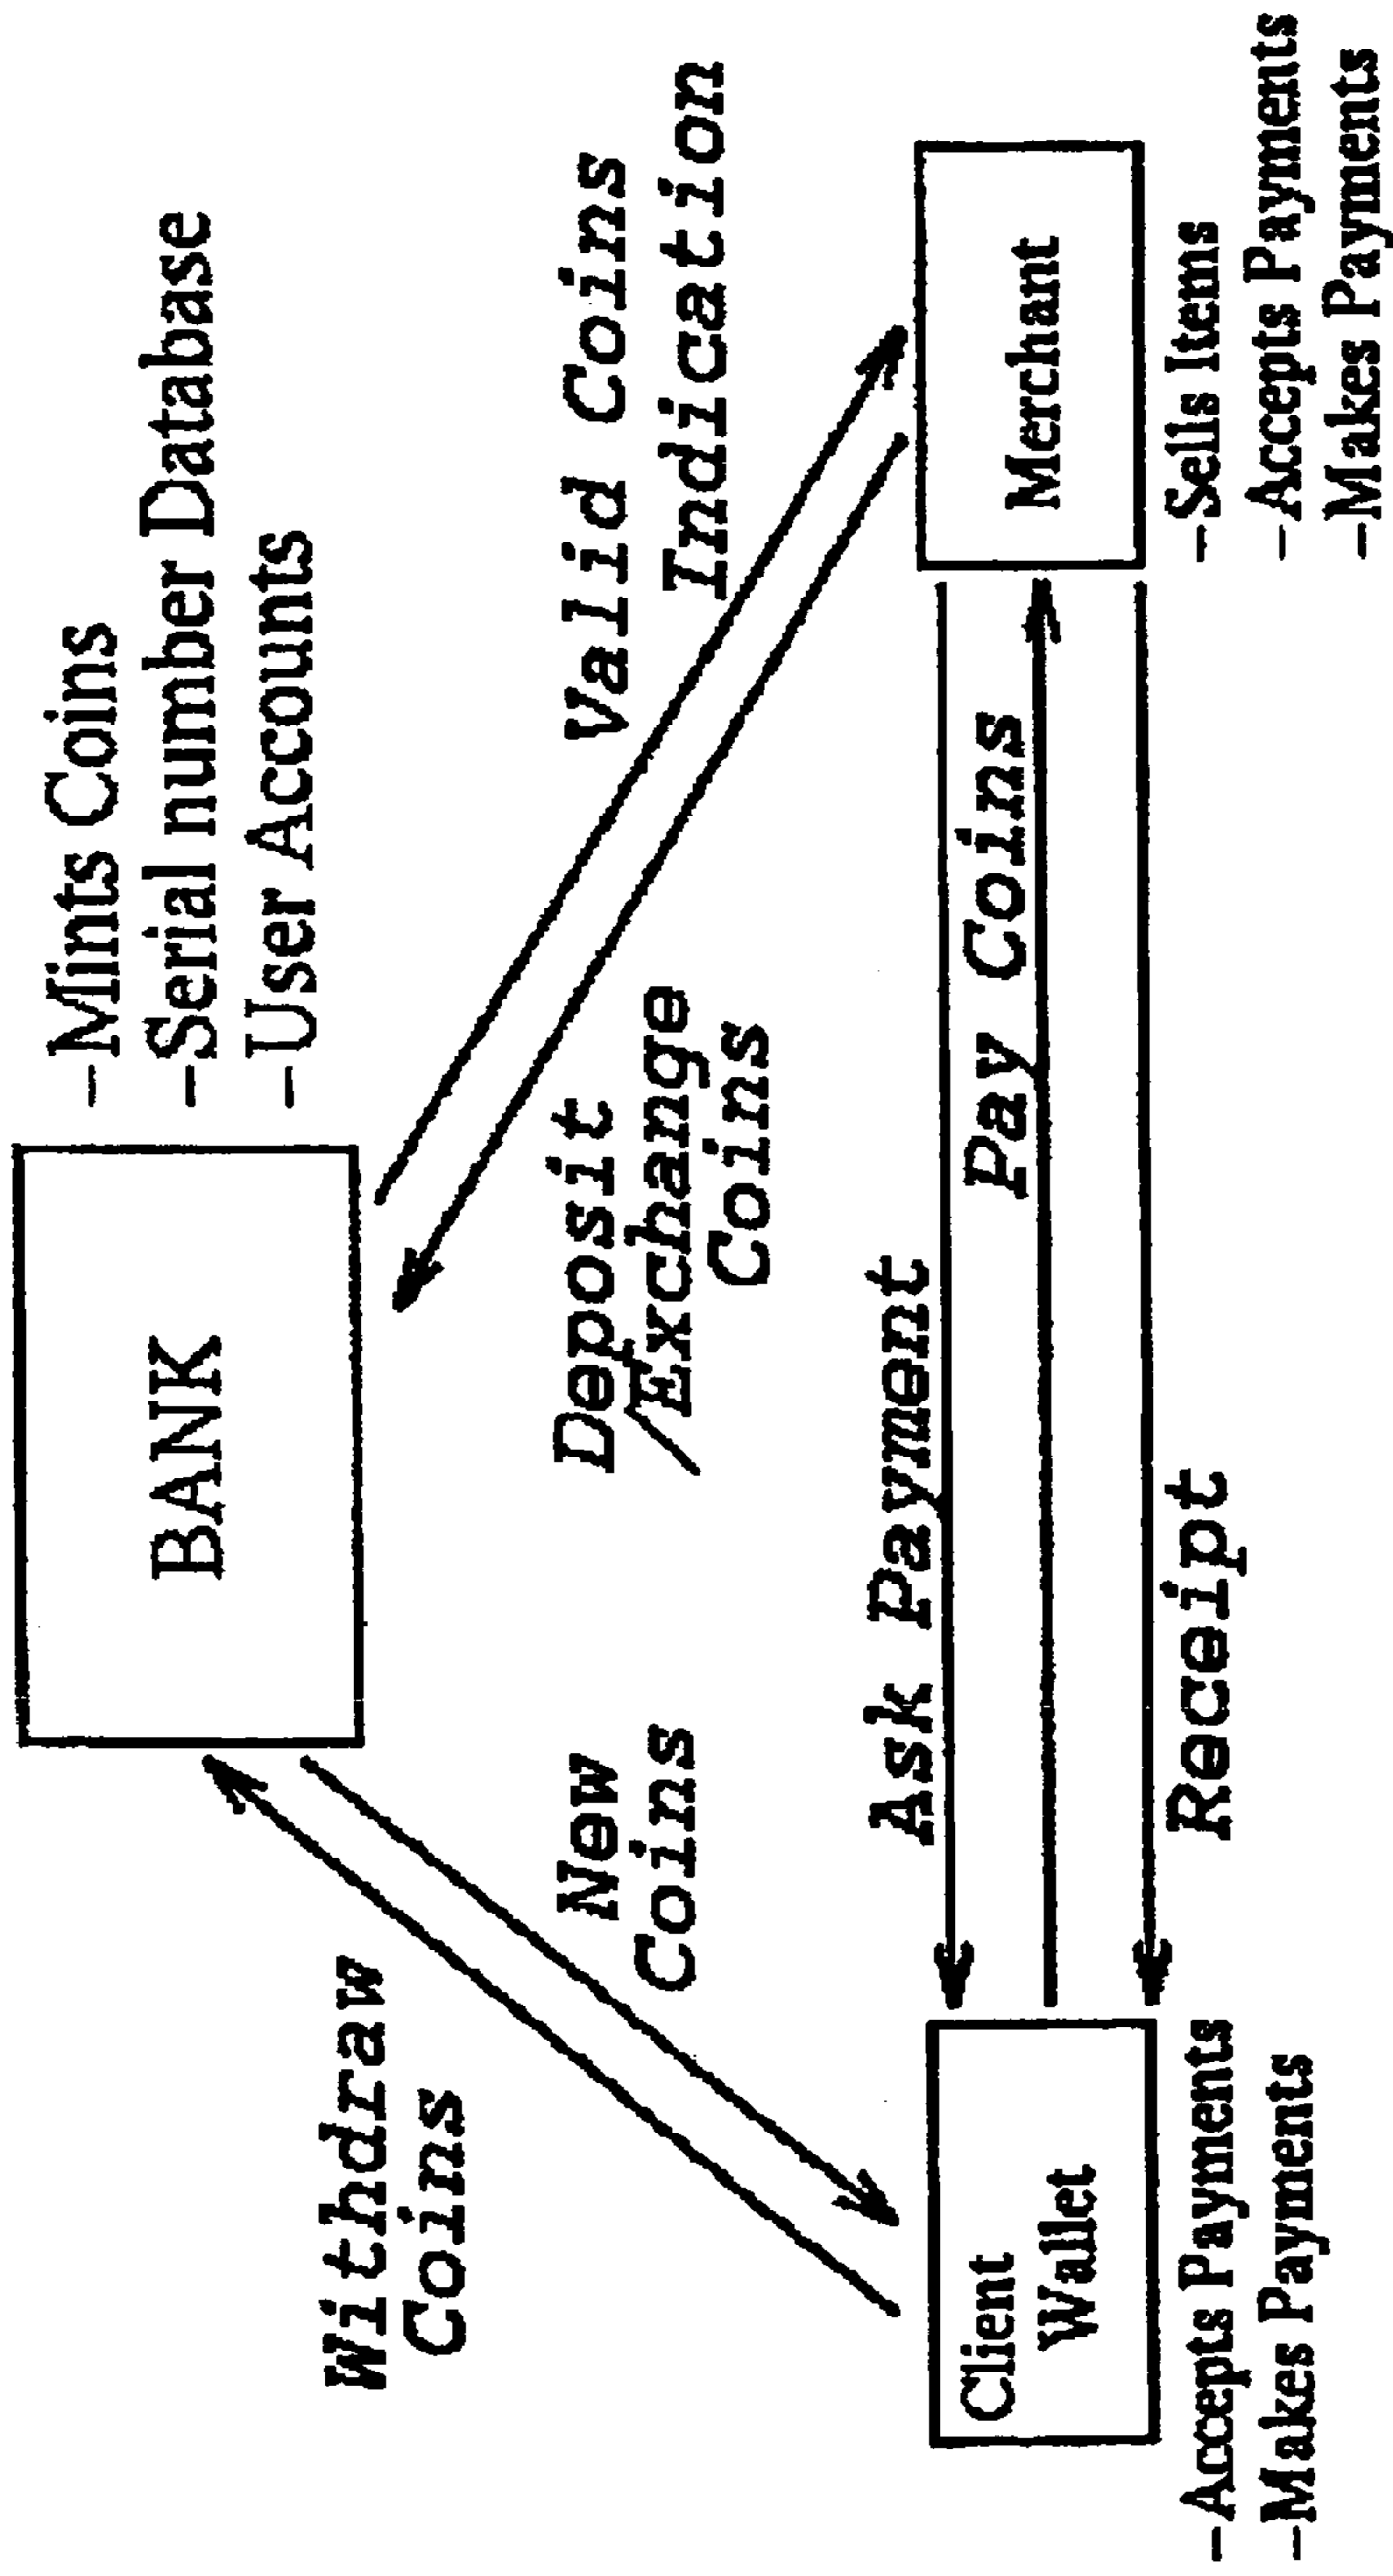 BANK
-Mints Coins
-Serial number Database
-User Accounts
Withdraw
Coins
New
Coins
Deposit
/Exchange
Coins
Valid Coins
Indication
Ask Payment
Pay Coins
Receipt
Client
Wallet
-Accepts Payments
-Makes Payments
Merchant
-Sells Items
-Accepts Payments
-Makes Payments